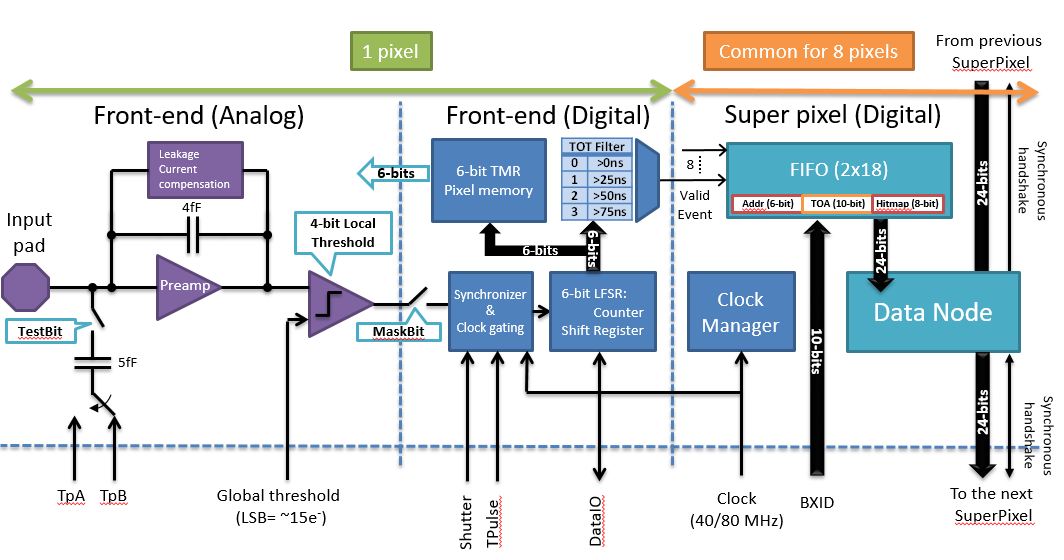 1 pixel
Common for 8 pixels
From previous
SuperPixel
Front-end (Analog)
Front-end (Digital)
Super pixel (Digital)
Leakage
Current
compensation
4fF
Input
pad
Preamp
TestBit
5fF
TpA
TpB
4-bit Local
Threshold
Global threshold
(LSB= ~15e-)
MaskBit
6-bits
6-bit TMR
Pixel memory
TOT Filter
0 >0ns
1 >25ns
2 >50ns
3 >75ns
6-bits
6-bits
Synchronizer
&
Clock gating
6-bit LFSR:
Counter
Shift Register
Shutter
TPulse
DataIO
8
Valid
Event
FIFO (2x18)
Addr (6-bit)
TOA (10-bit)
Hitmap (8-bit)
24-bits
Clock
Manager
10-bits
Data Node
Clock
(40/80 MHz)
BXID
24-bits
Synchronous
handshake
24-bits
Synchronous
handshake
To the next
SuperPixel